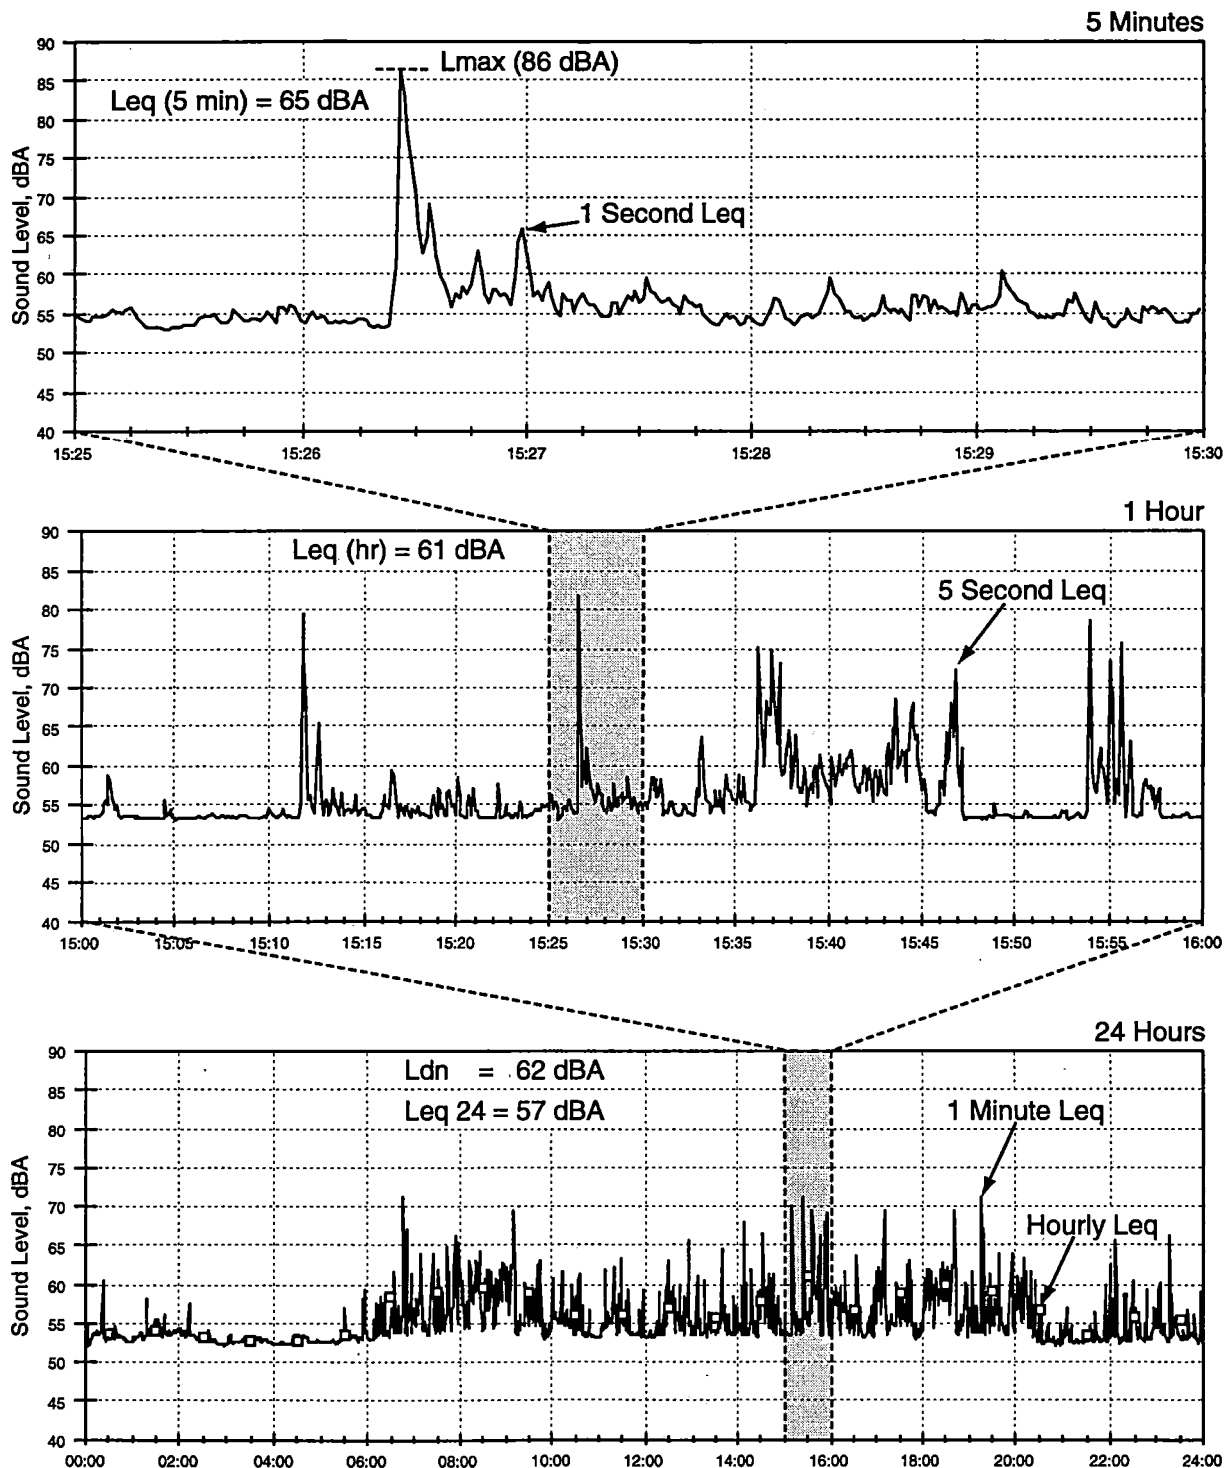 5 Minutes
90
85
80
75
70
65
60
55
50
45
40
Sound Level, dBA
Lmax (86 dBA)
Leq (5 min) = 65 dBA
1 Second Leq
15:25 15:26 15:27 15:28 15:29 15:30
1 Hour
90
85
80
75
70
65
60
55
50
45
40
Sound Level, dBA
Leq (hr) = 61 dBA
5 Second Leq
15:00 15:05 15:10 15:15 15:20 15:25 15:30 15:35 15:40 15:45 15:50 15:55 16:00
24 Hours
90
85
80
75
70
65
60
55
50
45
40
Sound Level, dBA
Ldn = 62 dBA
Leq 24 = 57 dBA
1 Minute Leq
Hourly Leq
00:00 02:00 04:00 06:00 08:00 10:00 12:00 14:00 16:00 18:00 20:00 22:00 24:00